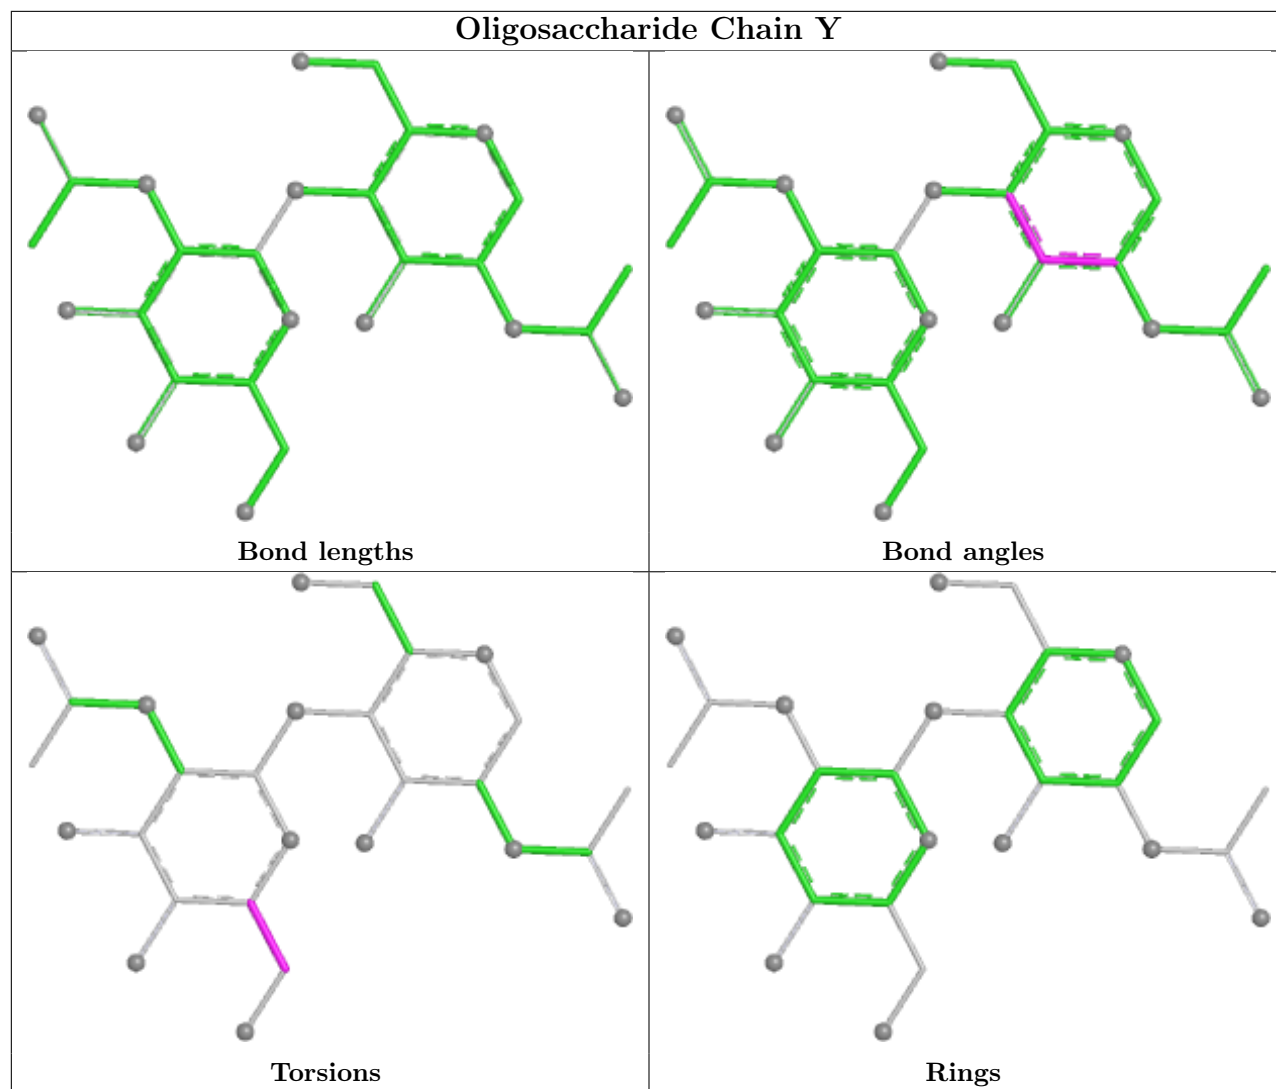 Oligosaccharide Chain Y
Bond lengths
Bond angles
Torsions
Rings